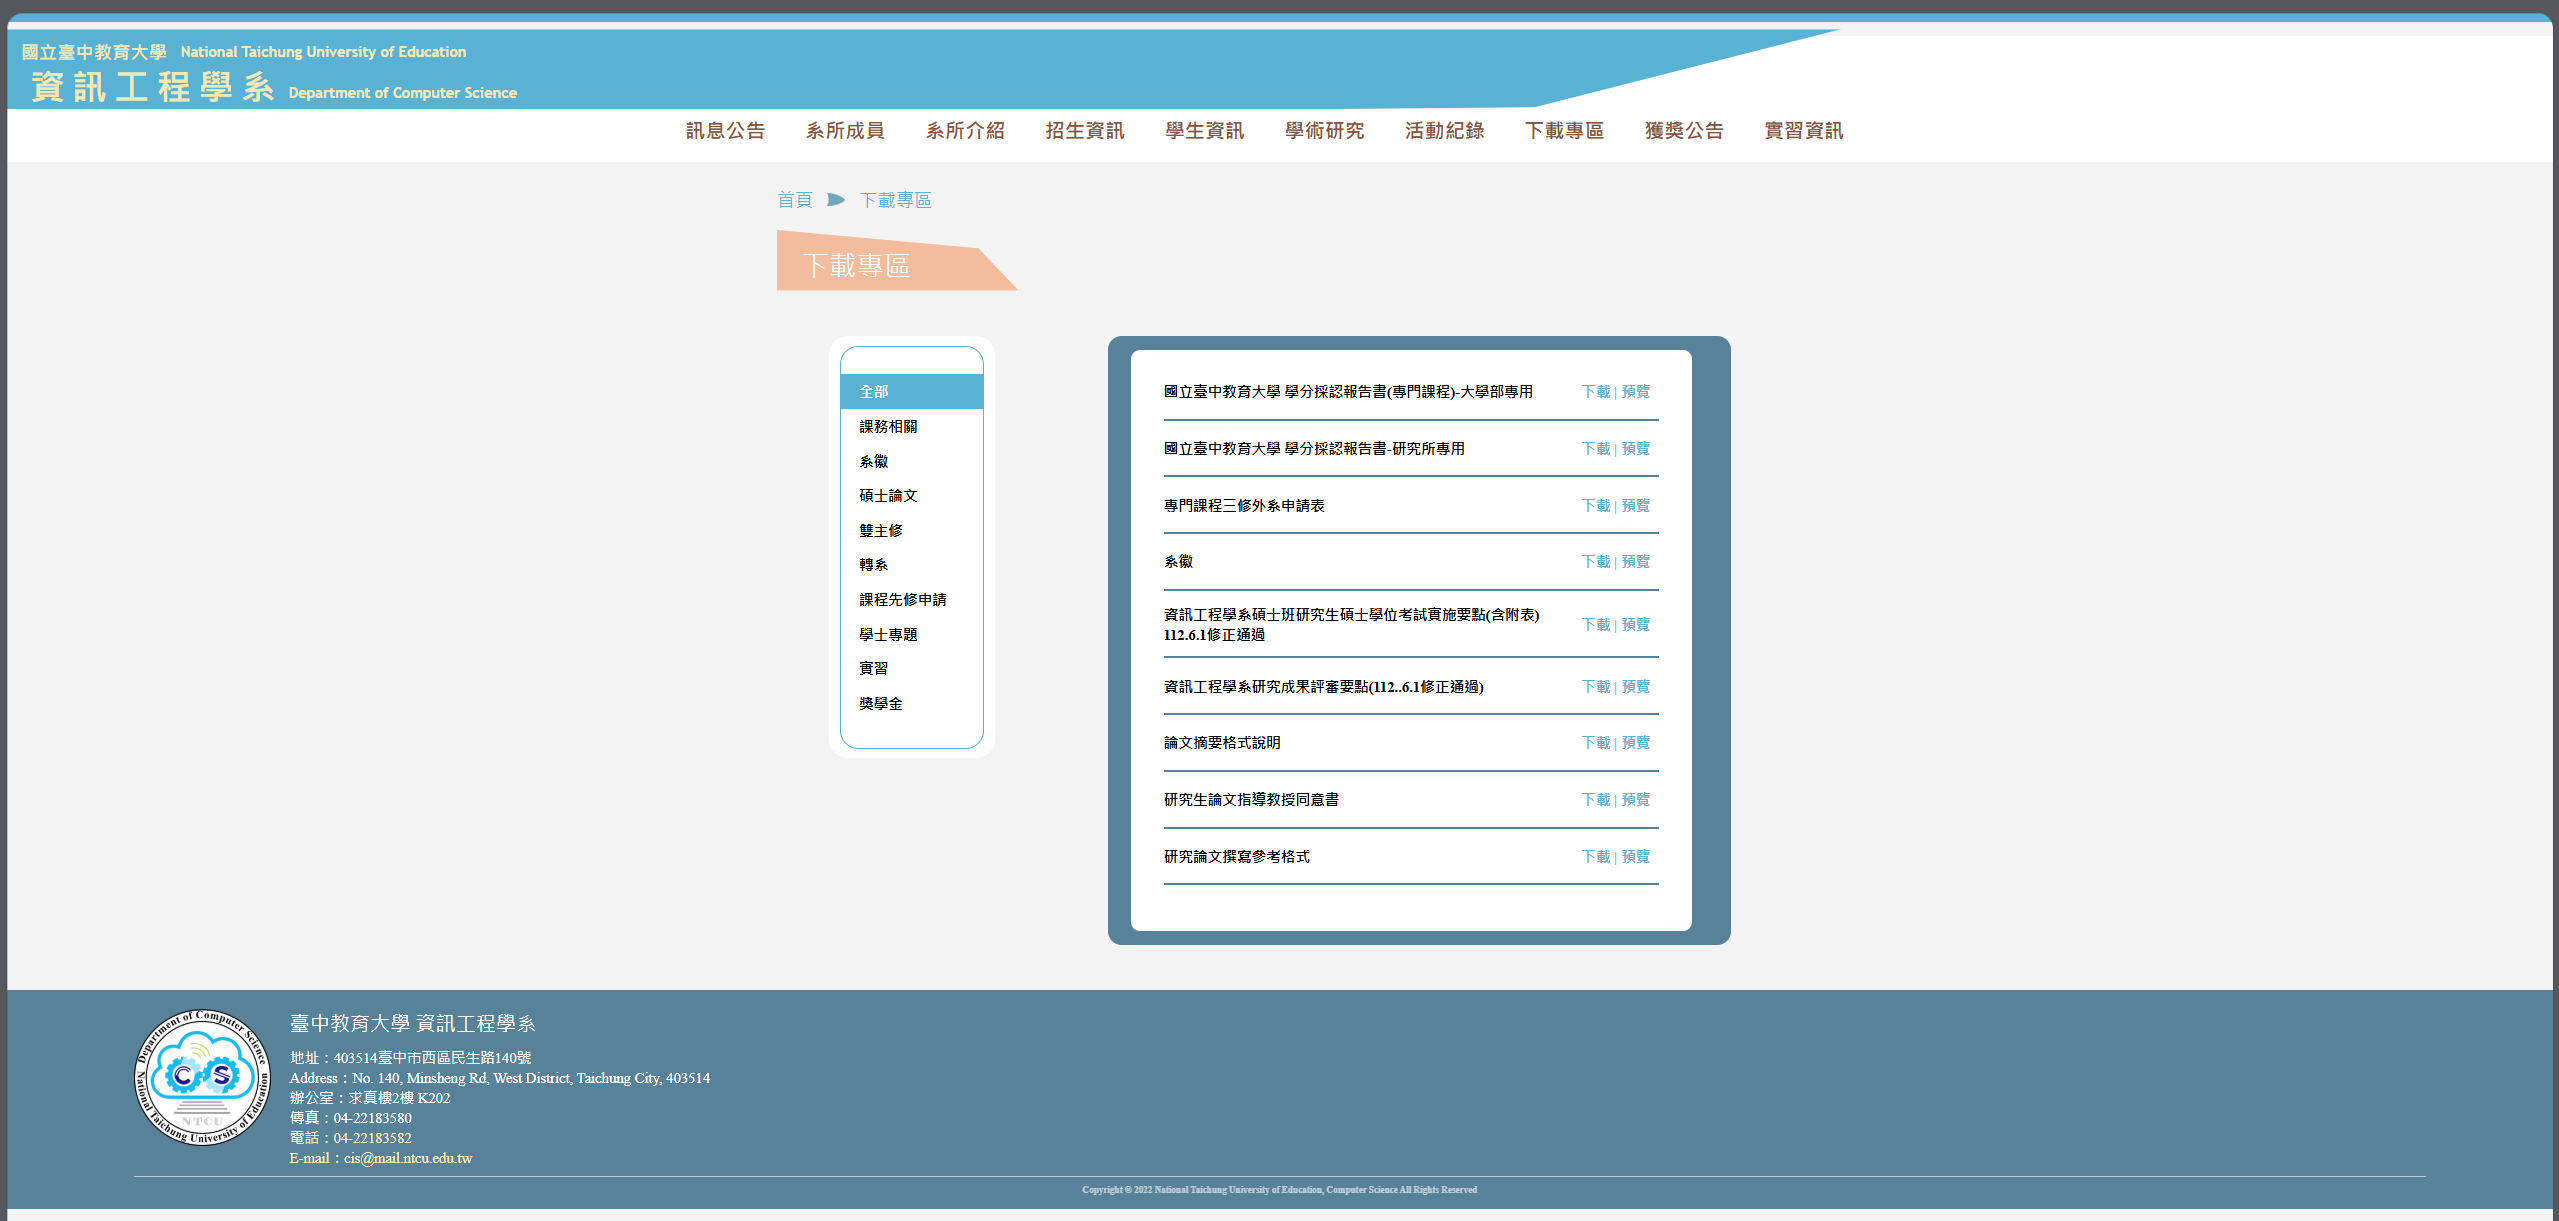 國立臺中教育大學 National Taichung University of Education
資訊工程學系 Department of Computer Science
訊息公告 系所成員 系所介紹 招生資訊 學生資訊 學術研究 活動紀錄 下載專區 獲獎公告 實習資訊
首頁 下載專區
下載專區
全部
課務相關
系徽
碩士論文
雙主修
轉系
課程先修申請
學士專題
實習
獎學金
國立臺中教育大學 學分採認報告書(專門課程)-大學部專用 下載 | 預覽
國立臺中教育大學 學分採認報告書-研究所專用 下載 | 預覽
專門課程三修外系申請表 下載 | 預覽
系徽 下載 | 預覽
資訊工程學系碩士班研究生碩士學位考試實施要點(含附表)
112.6.1修正通過 下載 | 預覽
資訊工程學系研究成果評審要點(112..6.1修正通過) 下載 | 預覽
論文摘要格式說明 下載 | 預覽
研究生論文指導教授同意書 下載 | 預覽
研究論文撰寫參考格式 下載 | 預覽
Department of Computer Science
CS
NTCU
National Taichung University of Education
臺中教育大學 資訊工程學系
地址：403514臺中市西區民生路140號
Address：No. 140, Minsheng Rd, West District, Taichung City, 403514
辦公室：求真樓2樓 K202
傳真：04-22183580
電話：04-22183582
E-mail：cis@mail.ntcu.edu.tw
Copyright © 2022 National Taichung University of Education, Computer Science All Rights Reserved